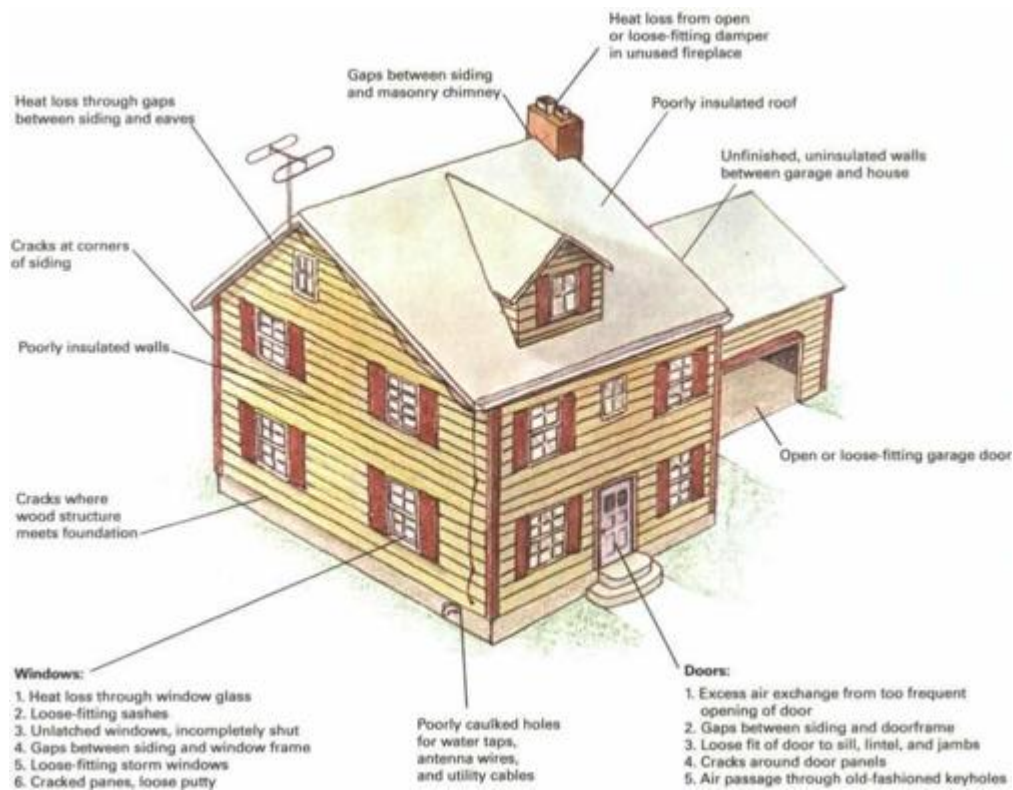 Heat loss from open
or loose-fitting damper
in unused fireplace
Gaps between siding
and masonry chimney
Poorly insulated roof
Heat loss through gaps
between siding and eaves
Unfinished, uninsulated walls
between garage and house
Cracks at corners
of siding
Poorly insulated walls
Open or loose-fitting garage door
Cracks where
wood structure
meets foundation
Windows:
1. Heat loss through window glass
2. Loose-fitting sashes
3. Unlatched windows, incompletely shut
4. Gaps between siding and window frame
5. Loose-fitting storm windows
6. Cracked panes, loose putty
Poorly caulked holes
for water taps,
antenna wires,
and utility cables
Doors:
1. Excess air exchange from too frequent
opening of door
2. Gaps between siding and doorframe
3. Loose fit of door to sill, lintel, and jambs
4. Cracks around door panels
5. Air passage through old-fashioned keyholes